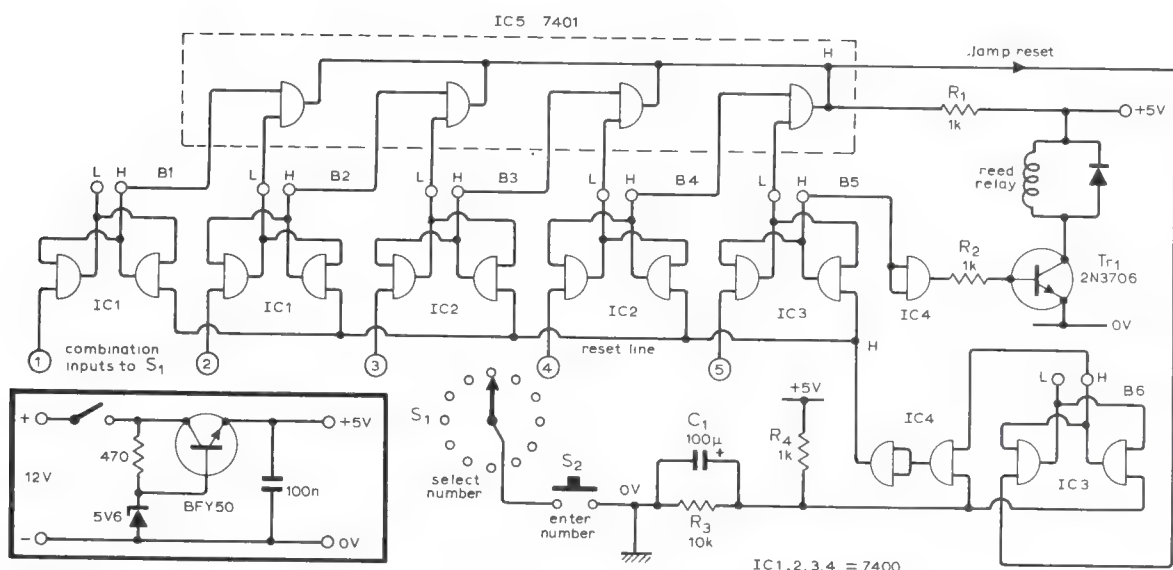 IC5 7401
H
lamp reset
R1
1k
+5V
L H B1
L H B2
L H B3
L H B4
L H B5
reed
relay
R2
1k
Tr1
2N3706
IC1
IC1
IC2
IC2
IC3
IC4
0V
1
combination
inputs to S1
2
3
reset line
4
5
H
+5V
L H
B6
S1
C1
100μ
+
R4
1k
IC4
IC3
select
number
S2
enter
number
0V
R3
10k
+
470
12V
5V6
BFY50
100n
+5V
-
0V
IC1,2,3,4 = 7400